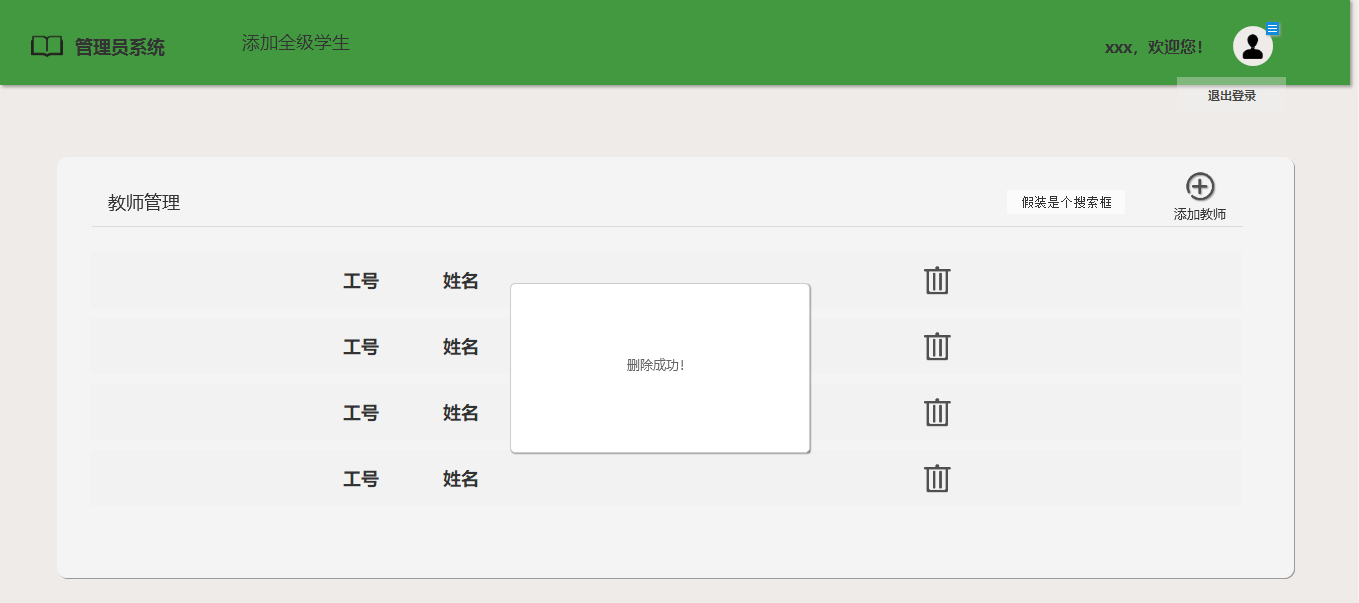 管理员系统
添加全级学生
xxx，欢迎您！
退出登录
教师管理
假装是个搜索框
添加教师
工号 姓名
工号 姓名
删除成功！
工号 姓名
工号 姓名